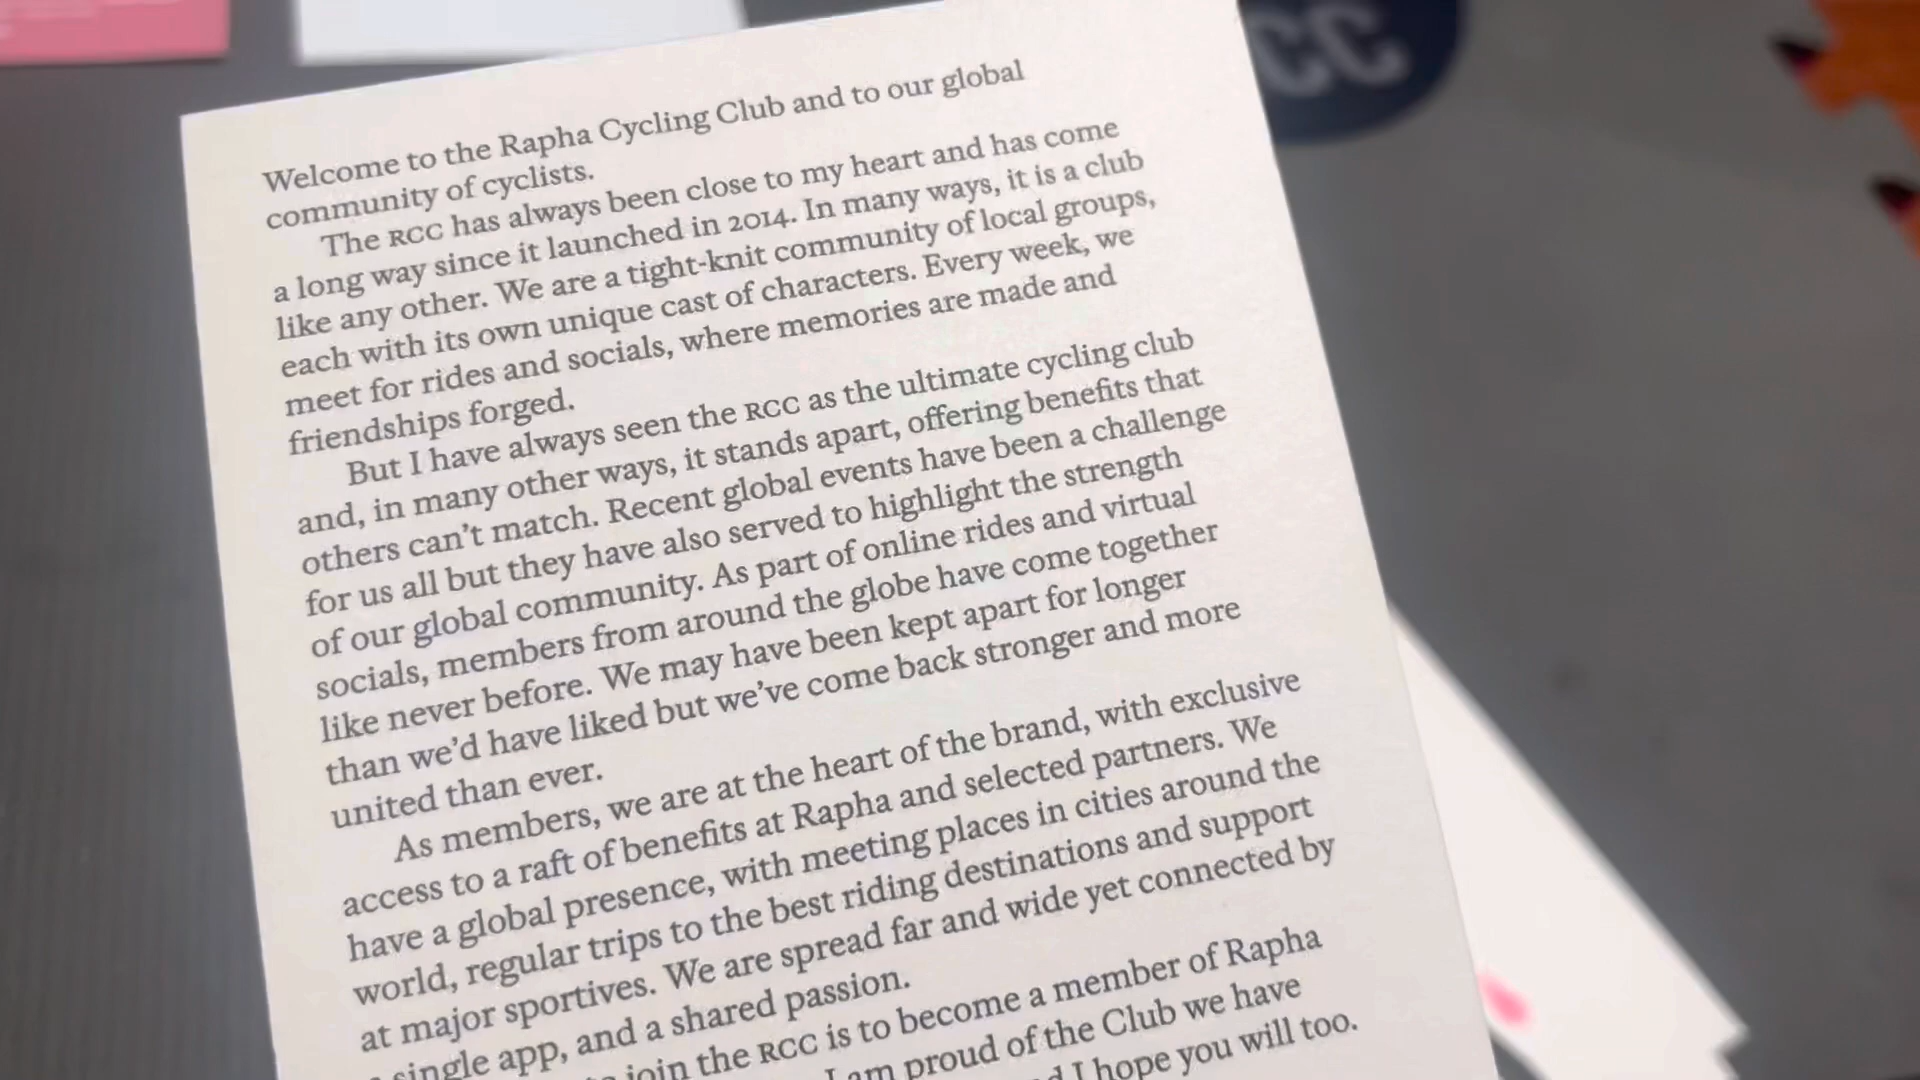 CC
Welcome to the Rapha Cycling Club and to our global
community of cyclists.
The RCC has always been close to my heart and has come
a long way since it launched in 2014. In many ways, it is a club
like any other. We are a tight-knit community of local groups,
each with its own unique cast of characters. Every week, we
meet for rides and socials, where memories are made and
friendships forged.
But I have always seen the RCC as the ultimate cycling club
and, in many other ways, it stands apart, offering benefits that
others can't match. Recent global events have been a challenge
for us all but they have also served to highlight the strength
of our global community. As part of online rides and virtual
socials, members from around the globe have come together
like never before. We may have been kept apart for longer
than we'd have liked but we've come back stronger and more
united than ever.
As members, we are at the heart of the brand, with exclusive
access to a raft of benefits at Rapha and selected partners. We
have a global presence, with meeting places in cities around the
world, regular trips to the best riding destinations and support
at major sportives. We are spread far and wide yet connected by
single app, and a shared passion.
join the RCC is to become a member of Rapha
I am proud of the Club we have
I hope you will too.